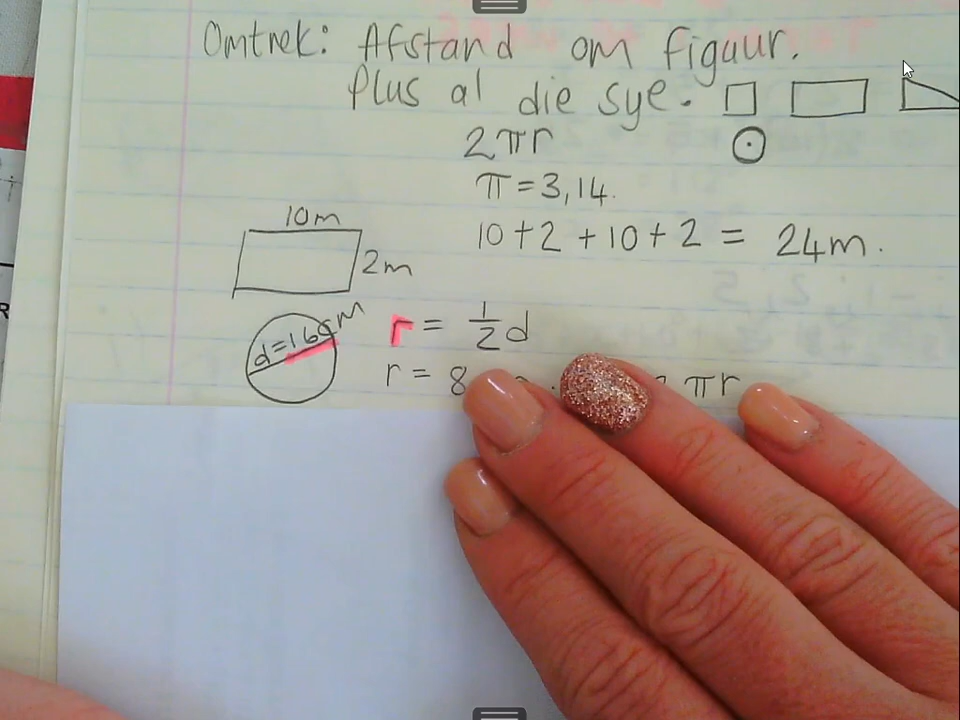 Omtrek: Afstand om figuur.
Plus al die sye.
2πr
π = 3,14.
10 + 2 + 10 + 2 = 24m.
10m
2m
d=16cm
r = 1/2 d
r = 8 πr